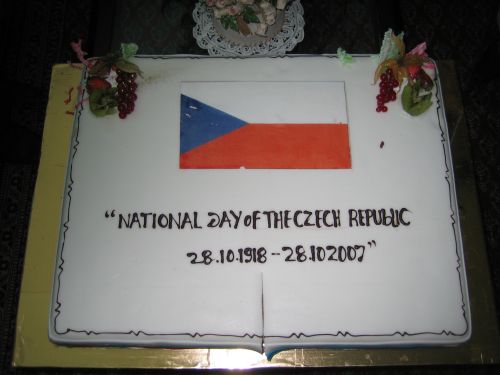 “NATIONAL DAY OF THE CZECH REPUBLIC
28.10.1918 -- 28.10 2007”